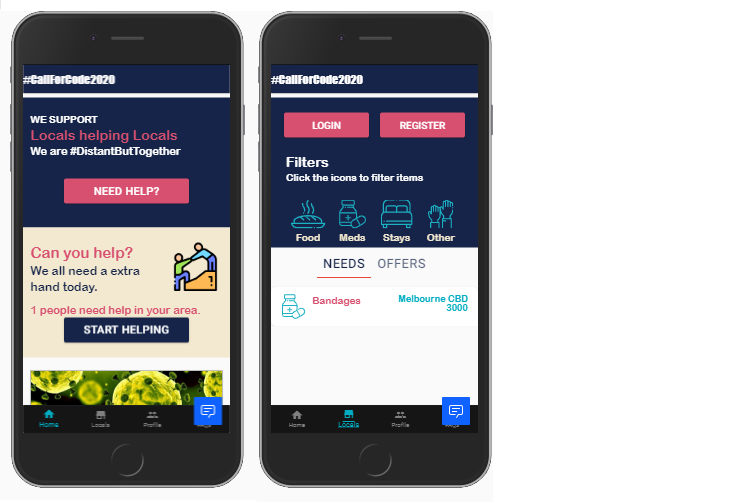 #CallForCode2020
WE SUPPORT
Locals helping Locals
We are #DistantButTogether
NEED HELP?
Can you help?
We all need a extra
hand today.
1 people need help in your area.
START HELPING
Home Locals Profile
#CallForCode2020
LOGIN REGISTER
Filters
Click the icons to filter items
Food Meds Stays Other
NEEDS OFFERS
Bandages Melbourne CBD
3000
Home Locals Profile